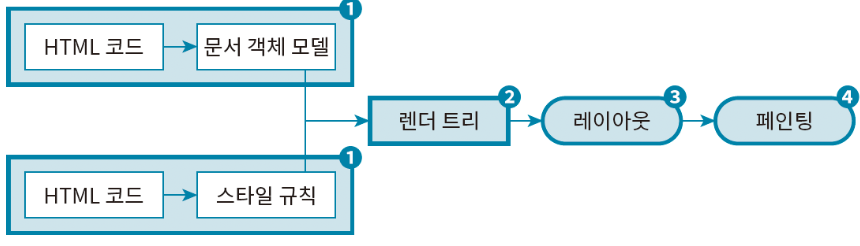 1
HTML 코드
문서 객체 모델
2
렌더 트리
3
레이아웃
4
페인팅
1
HTML 코드
스타일 규칙